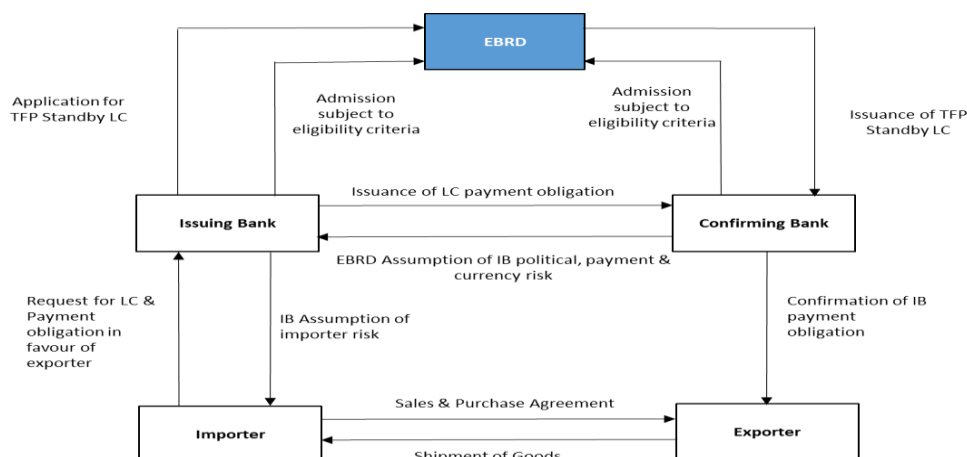 EBRD
Application for
TFP Standby LC
Admission
subject to
eligibility criteria
Admission
subject to
eligibility criteria
Issuance of TFP
Standby LC
Issuance of LC payment obligation
Issuing Bank
Confirming Bank
EBRD Assumption of IB political, payment &
currency risk
Request for LC &
Payment
obligation in
favour of
exporter
IB Assumption of
importer risk
Confirmation of IB
payment
obligation
Sales & Purchase Agreement
Importer
Exporter
Shipment of Goods